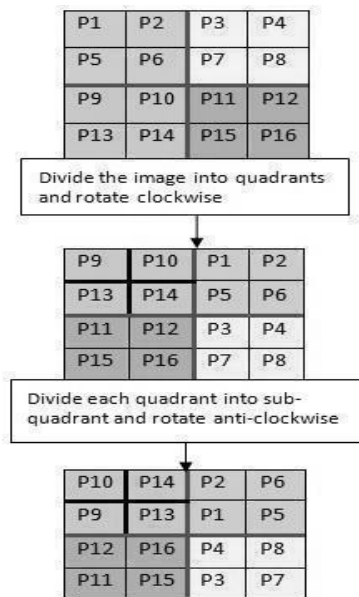 P1 P2 P3 P4
P5 P6 P7 P8
P9 P10 P11 P12
P13 P14 P15 P16
Divide the image into quadrants
and rotate clockwise
P9 P10 P1 P2
P13 P14 P5 P6
P11 P12 P3 P4
P15 P16 P7 P8
Divide each quadrant into sub-
quadrant and rotate anti-clockwise
P10 P14 P2 P6
P9 P13 P1 P5
P12 P16 P4 P8
P11 P15 P3 P7